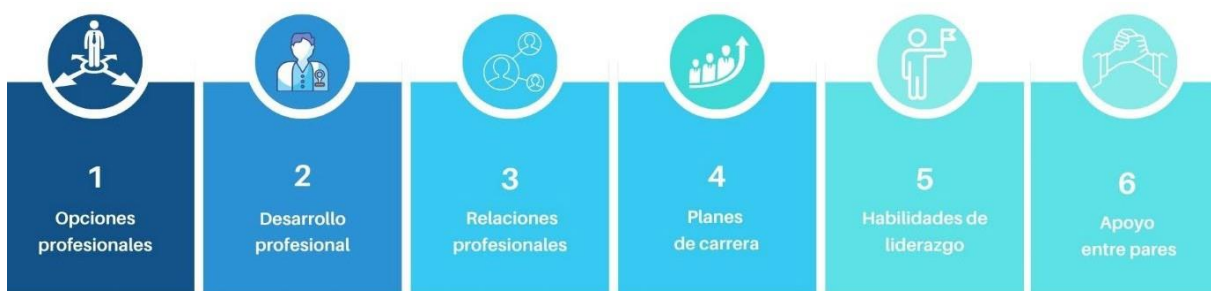 1
Opciones
profesionales
2
Desarrollo
profesional
3
Relaciones
profesionales
4
Planes
de carrera
5
Habilidades de
liderazgo
6
Apoyo
entre pares